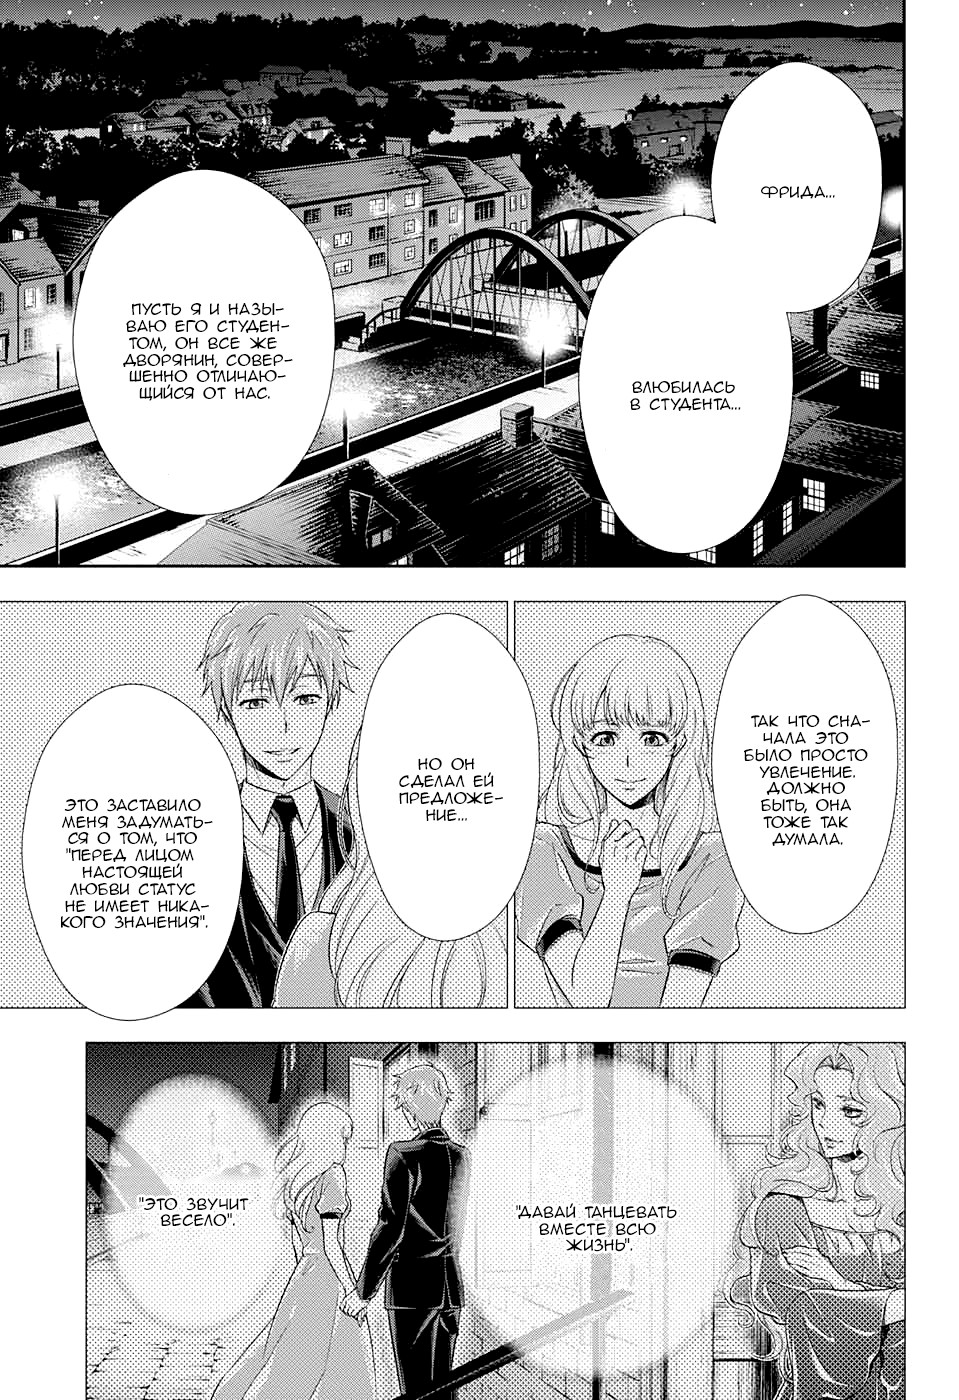 ФРИДА...
ВЛЮБИЛАСЬ
В СТУДЕНТА...
ПУСТЬ Я И НАЗЫ-
ВАЮ ЕГО СТУДЕН-
ТОМ, ОН ВСЕ ЖЕ
ДВОРЯНИН, СОВЕР-
ШЕННО ОТЛИЧАЮ-
ЩИЙСЯ ОТ НАС.
ТАК ЧТО СНА-
ЧАЛА ЭТО
БЫЛО ПРОСТО
УВЛЕЧЕНИЕ.
ДОЛЖНО
БЫТЬ, ОНА
ТОЖЕ ТАК
ДУМАЛА.
НО ОН
СДЕЛАЛ ЕЙ
ПРЕДЛОЖЕ-
НИЕ...
ЭТО ЗАСТАВИЛО
МЕНЯ ЗАДУМАТЬ-
СЯ О ТОМ, ЧТО
"ПЕРЕД ЛИЦОМ
НАСТОЯЩЕЙ
ЛЮБВИ СТАТУС
НЕ ИМЕЕТ НИКА-
КОГО ЗНАЧЕНИЯ".
"ДАВАЙ ТАНЦЕВАТЬ
ВМЕСТЕ ВСЮ
ЖИЗНЬ".
"ЭТО ЗВУЧИТ
ВЕСЕЛО".